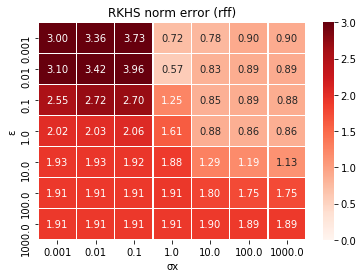 RKHS norm error (rff)
0.001 3.00 3.36 3.73 0.72 0.78 0.90 0.90
0.01 3.10 3.42 3.96 0.57 0.83 0.89 0.89
0.1 2.55 2.72 2.70 1.25 0.85 0.89 0.88
1.0 2.02 2.03 2.06 1.61 0.88 0.86 0.86
10.0 1.93 1.93 1.92 1.88 1.29 1.19 1.13
100.0 1.91 1.91 1.91 1.91 1.80 1.75 1.75
1000.0 1.91 1.91 1.91 1.91 1.90 1.89 1.89
0.001 0.01 0.1 1.0 10.0 100.0 1000.0
σx
ε
3.0
2.5
2.0
1.5
1.0
0.5
0.0